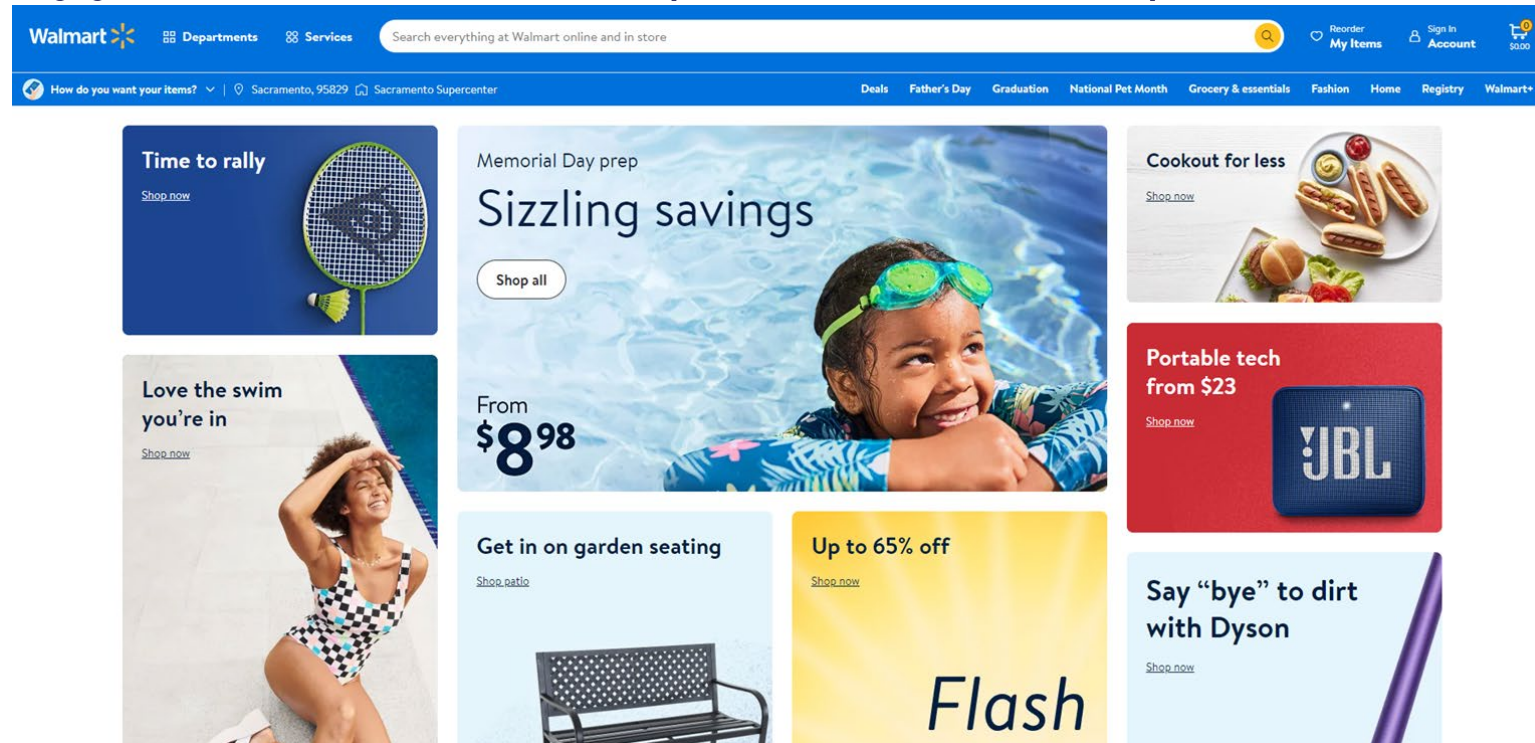 Walmart
Departments
Services
Search everything at Walmart online and in store
Reorder
My Items
Sign In
Account
0
$0.00
How do you want your items?
Sacramento, 95829
Sacramento Supercenter
Deals
Father's Day
Graduation
National Pet Month
Grocery & essentials
Fashion
Home
Registry
Walmart+
Time to rally
Shop now
Memorial Day prep
Sizzling savings
Shop all
From
$8 98
Cookout for less
Shop now
Love the swim
you're in
Shop now
Portable tech
from $23
Shop now
JBL
Get in on garden seating
Shop patio
Up to 65% off
Shop now
Flash
Say “bye” to dirt
with Dyson
Shop now